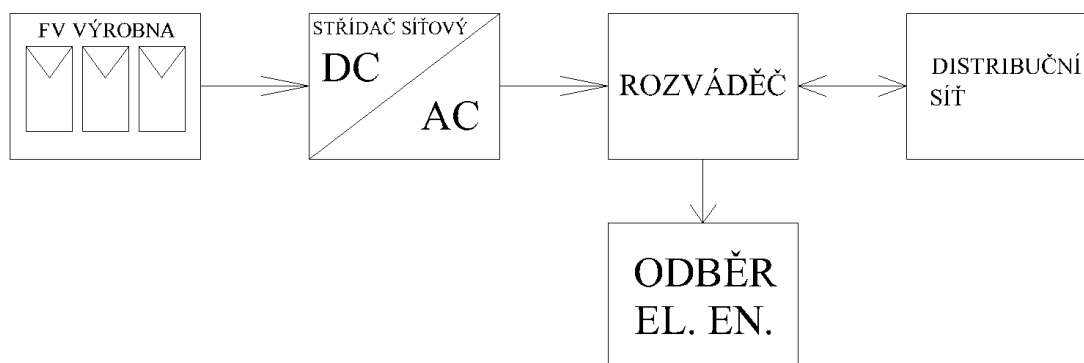 FV VÝROBNA
STŘÍDAČ SÍŤOVÝ
DC
AC
ROZVÁDĚČ
DISTRIBUČNÍ
SÍŤ
ODBĚR
EL. EN.